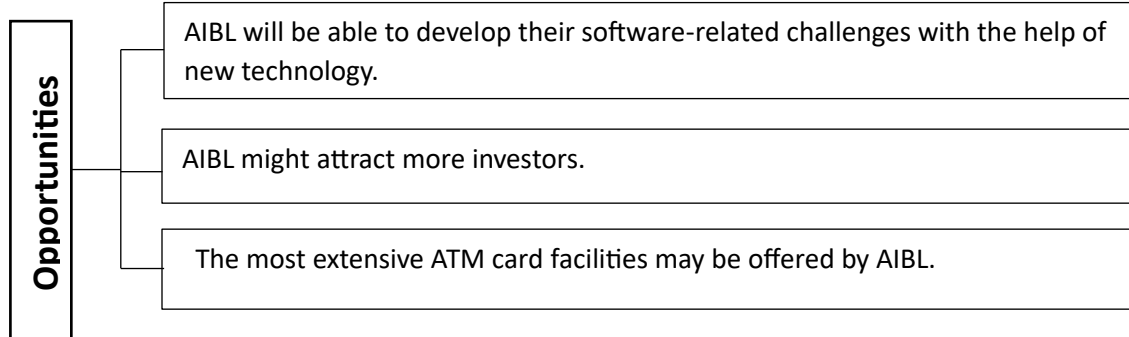 Opportunities
AIBL will be able to develop their software-related challenges with the help of
new technology.
AIBL might attract more investors.
The most extensive ATM card facilities may be offered by AIBL.